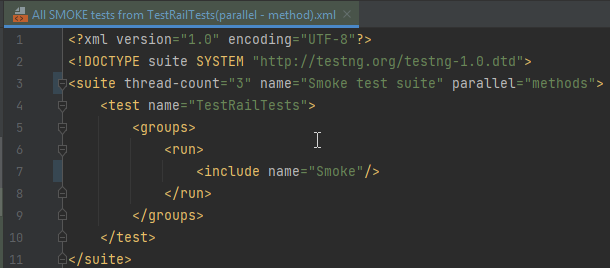 All SMOKE tests from TestRailTests(parallel - method).xml
1 <?xml version="1.0" encoding="UTF-8"?>
2 <!DOCTYPE suite SYSTEM "http://testng.org/testng-1.0.dtd">
3 <suite thread-count="3" name="Smoke test suite" parallel="methods">
4 <test name="TestRailTests">
5 <groups>
6 <run>
7 <include name="Smoke"/>
8 </run>
9 </groups>
10 </test>
11 </suite>